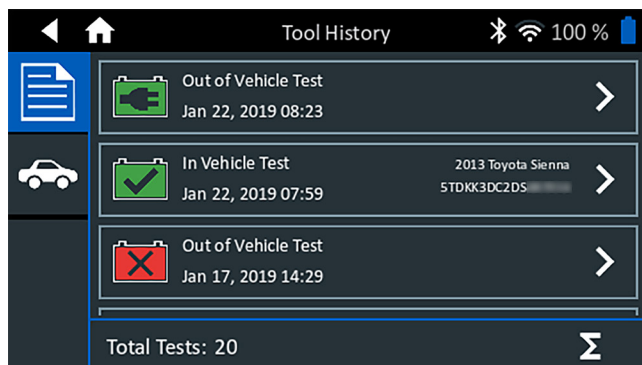 Tool History
100 %
Out of Vehicle Test
Jan 22, 2019 08:23
In Vehicle Test
2013 Toyota Sienna
Jan 22, 2019 07:59
5TDKK3DC2DS
Out of Vehicle Test
Jan 17, 2019 14:29
Total Tests: 20
Σ